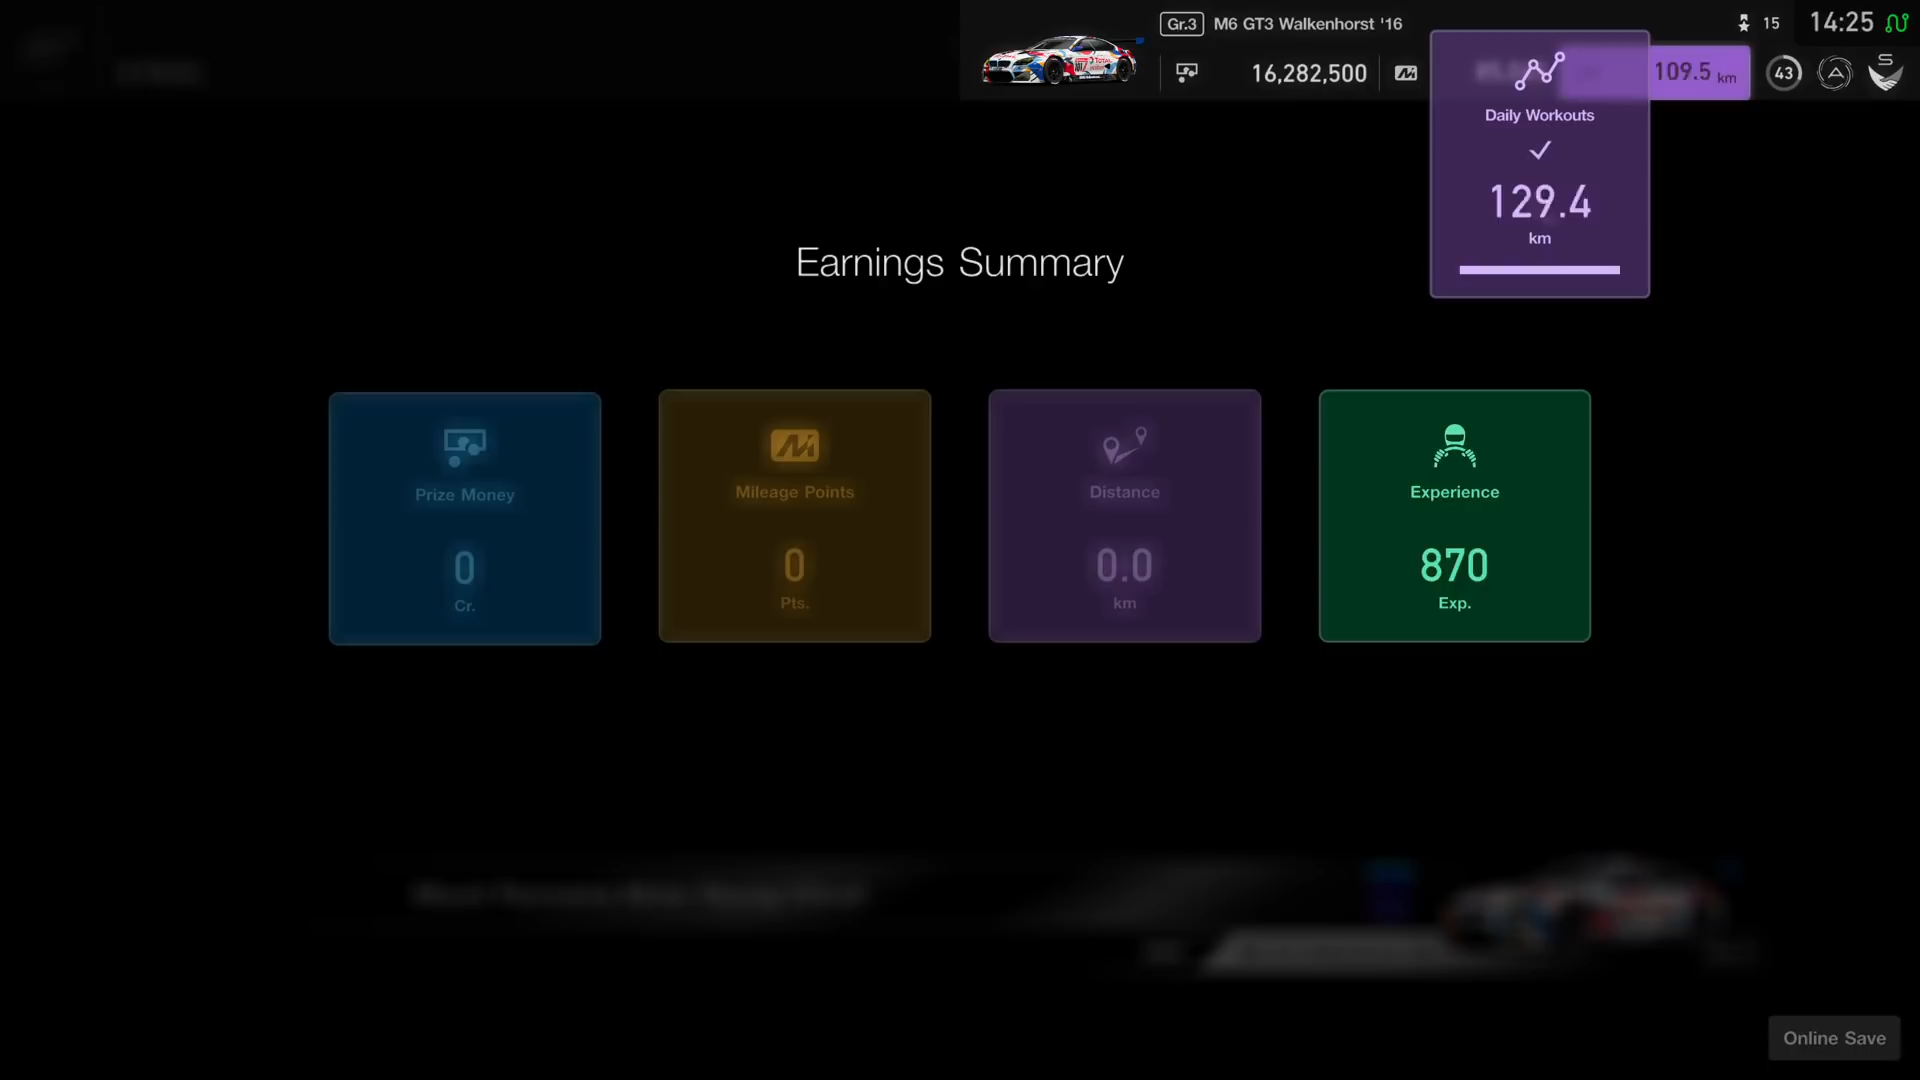 Gr.3 M6 GT3 Walkenhorst '16
15
14:25
16,282,500
109.5 km
43
S
Daily Workouts
129.4
km
Earnings Summary
Prize Money
0
Cr.
Mileage Points
0
Pts.
Distance
0.0
km
Experience
870
Exp.
Online Save